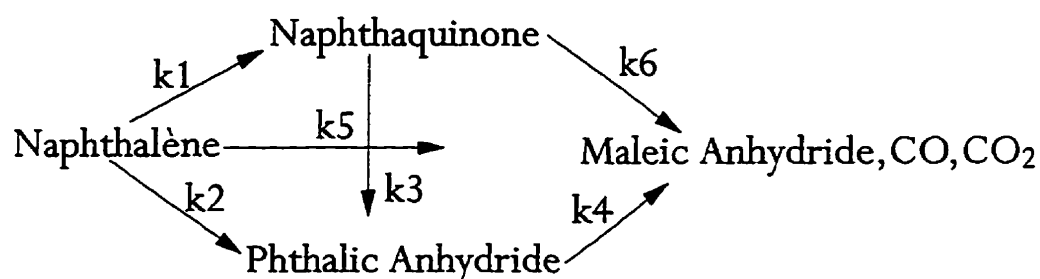 Naphthaquinone
k1
k6
k5
Naphthalène
Maleic Anhydride, CO, CO2
k3
k2
k4
Phthalic Anhydride